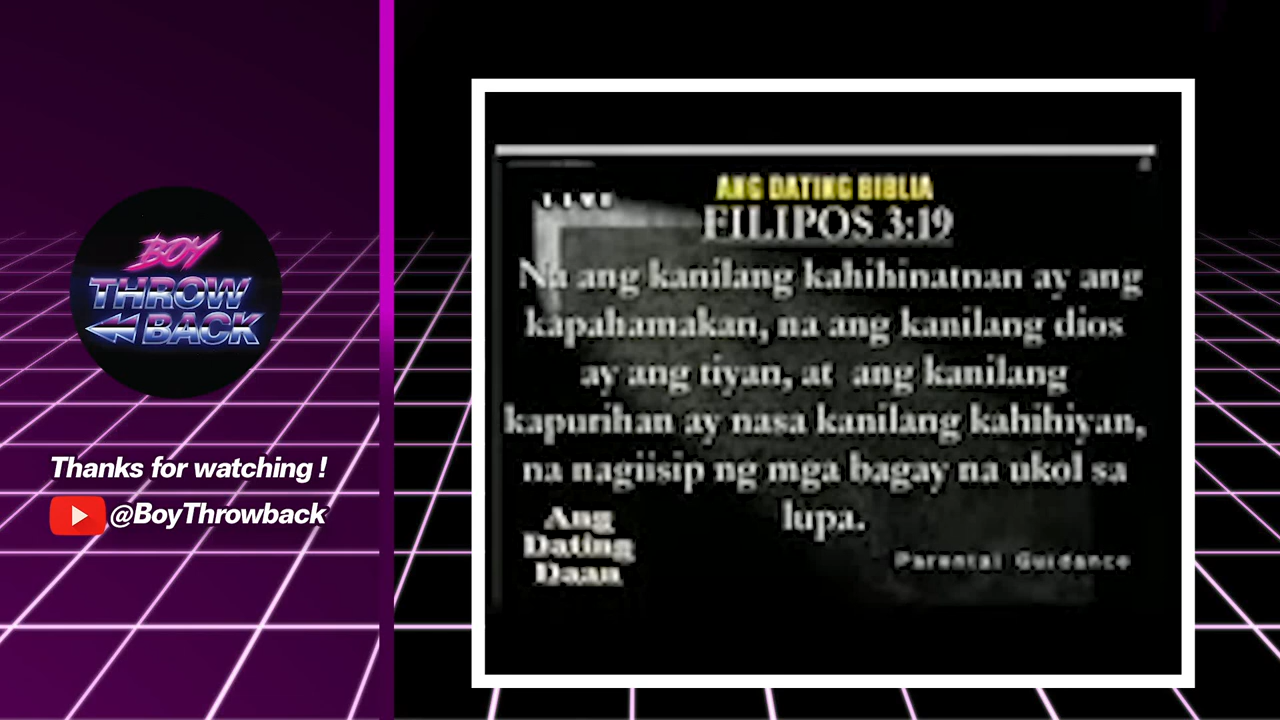 BOY
THROW
BACK
Thanks for watching !
@BoyThrowback
LIVE
ANG DATING BIBLIA
FILIPOS 3:19
Na ang kanilang kahihinatnan ay ang
kapahamakan, na ang kanilang dios
ay ang tiyan, at ang kanilang
kapurihan ay nasa kanilang kahihiyan,
na nagiisip ng mga bagay na ukol sa
lupa.
Ang
Dating
Daan
Parental Guidance